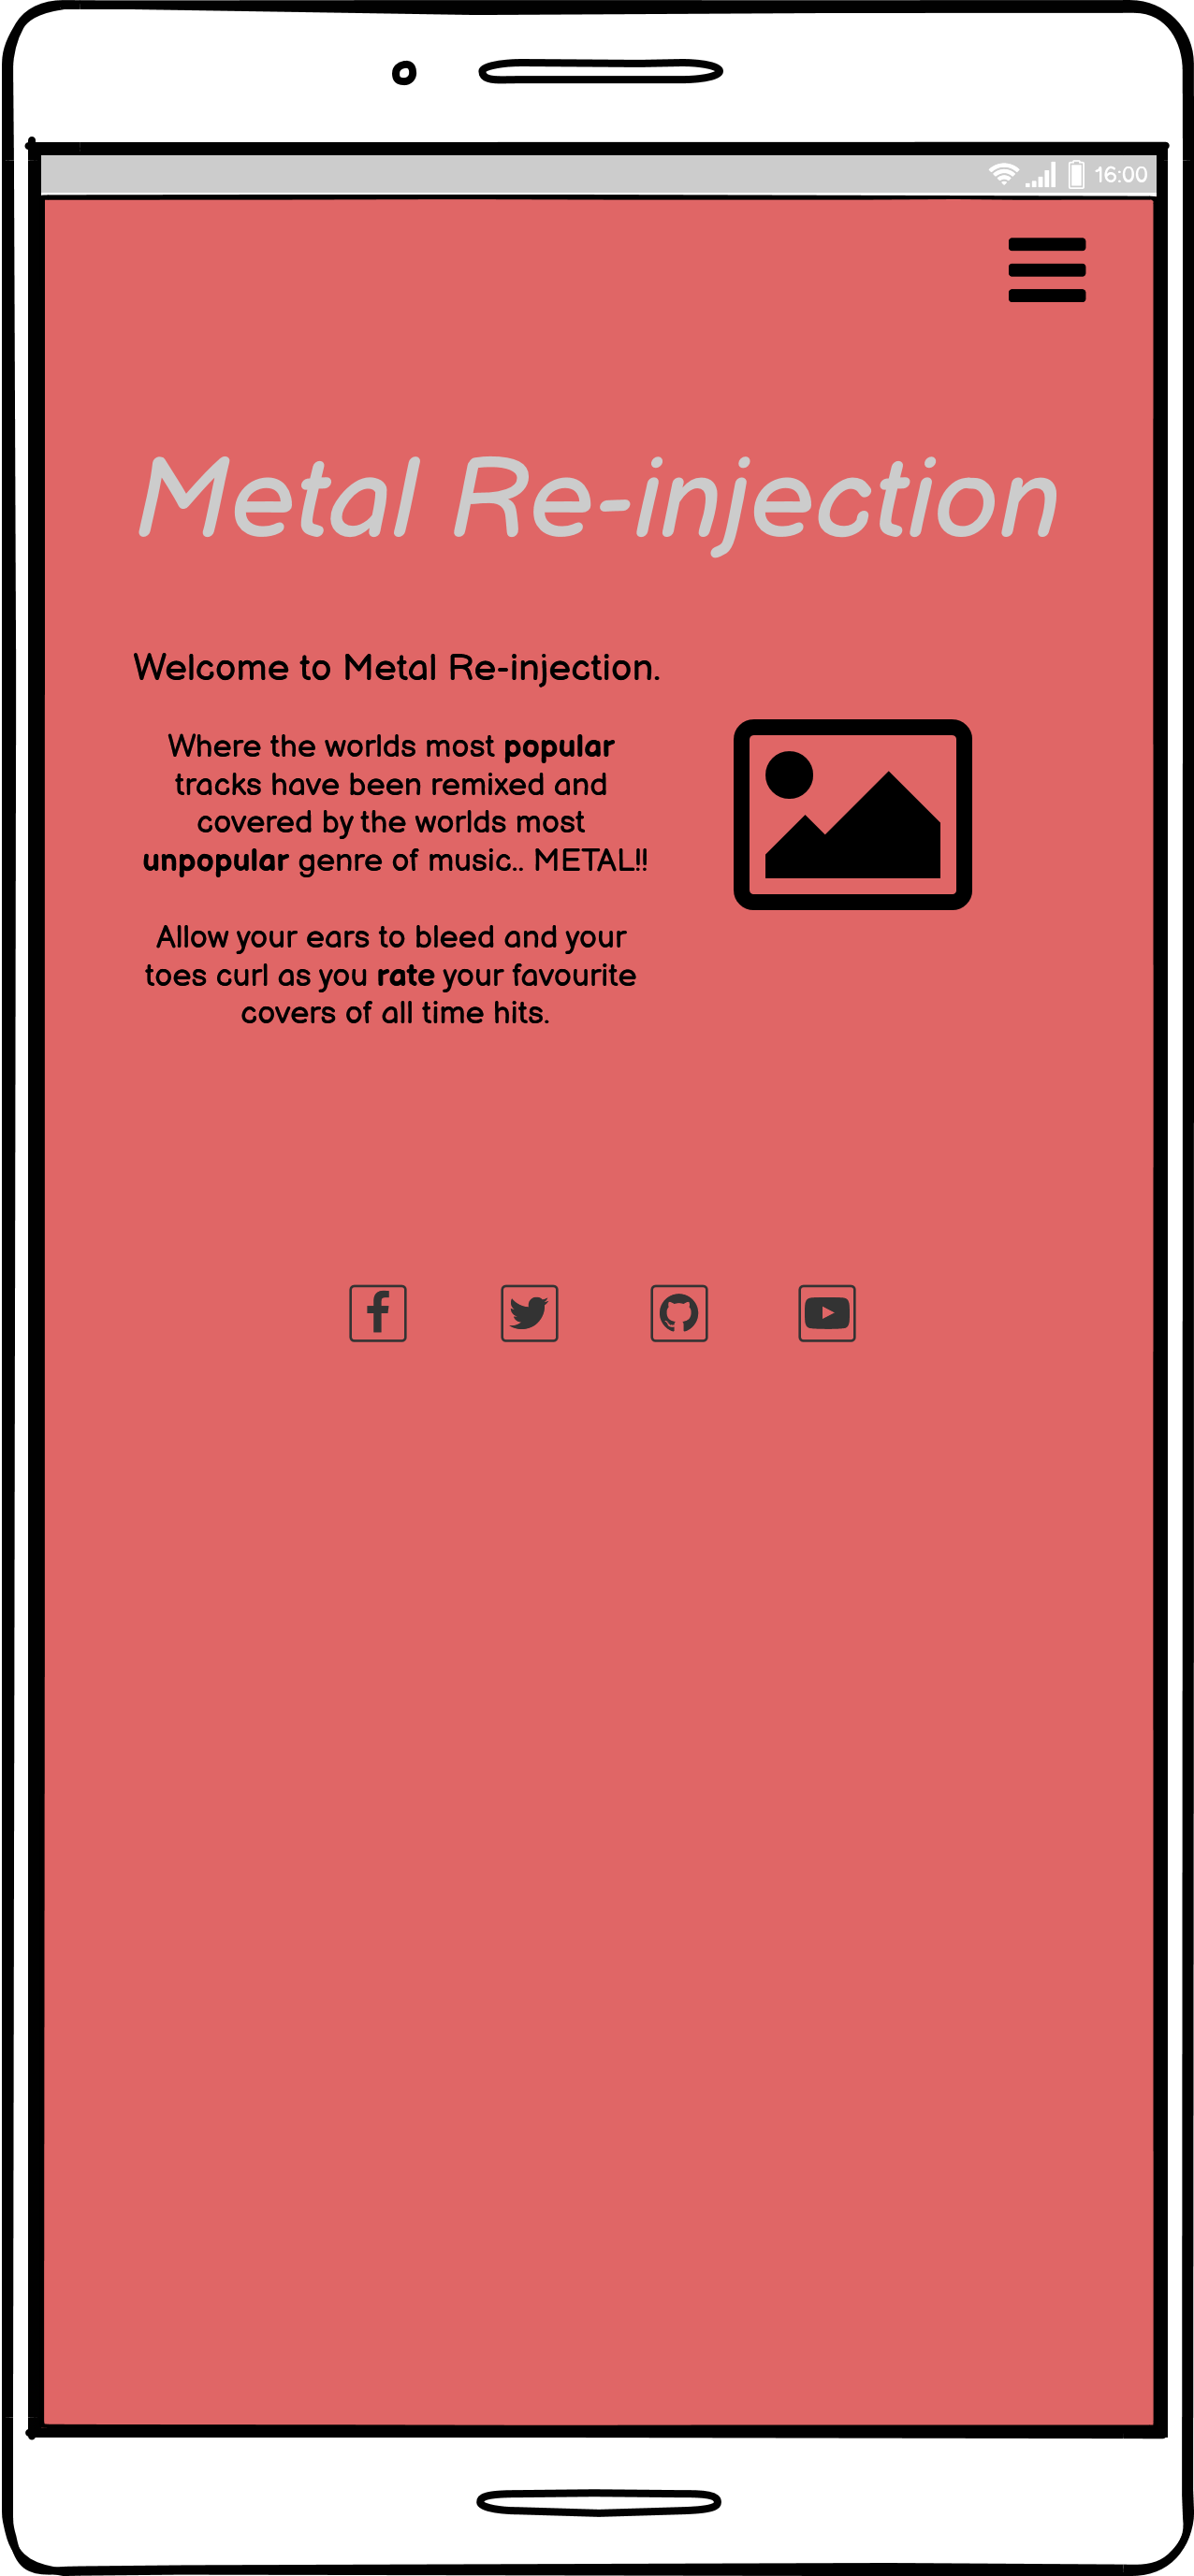 16:00
Metal Re-injection
Welcome to Metal Re-injection.
Where the worlds most popular
tracks have been remixed and
covered by the worlds most
unpopular genre of music.. METAL!!
Allow your ears to bleed and your
toes curl as you rate your favourite
covers of all time hits.